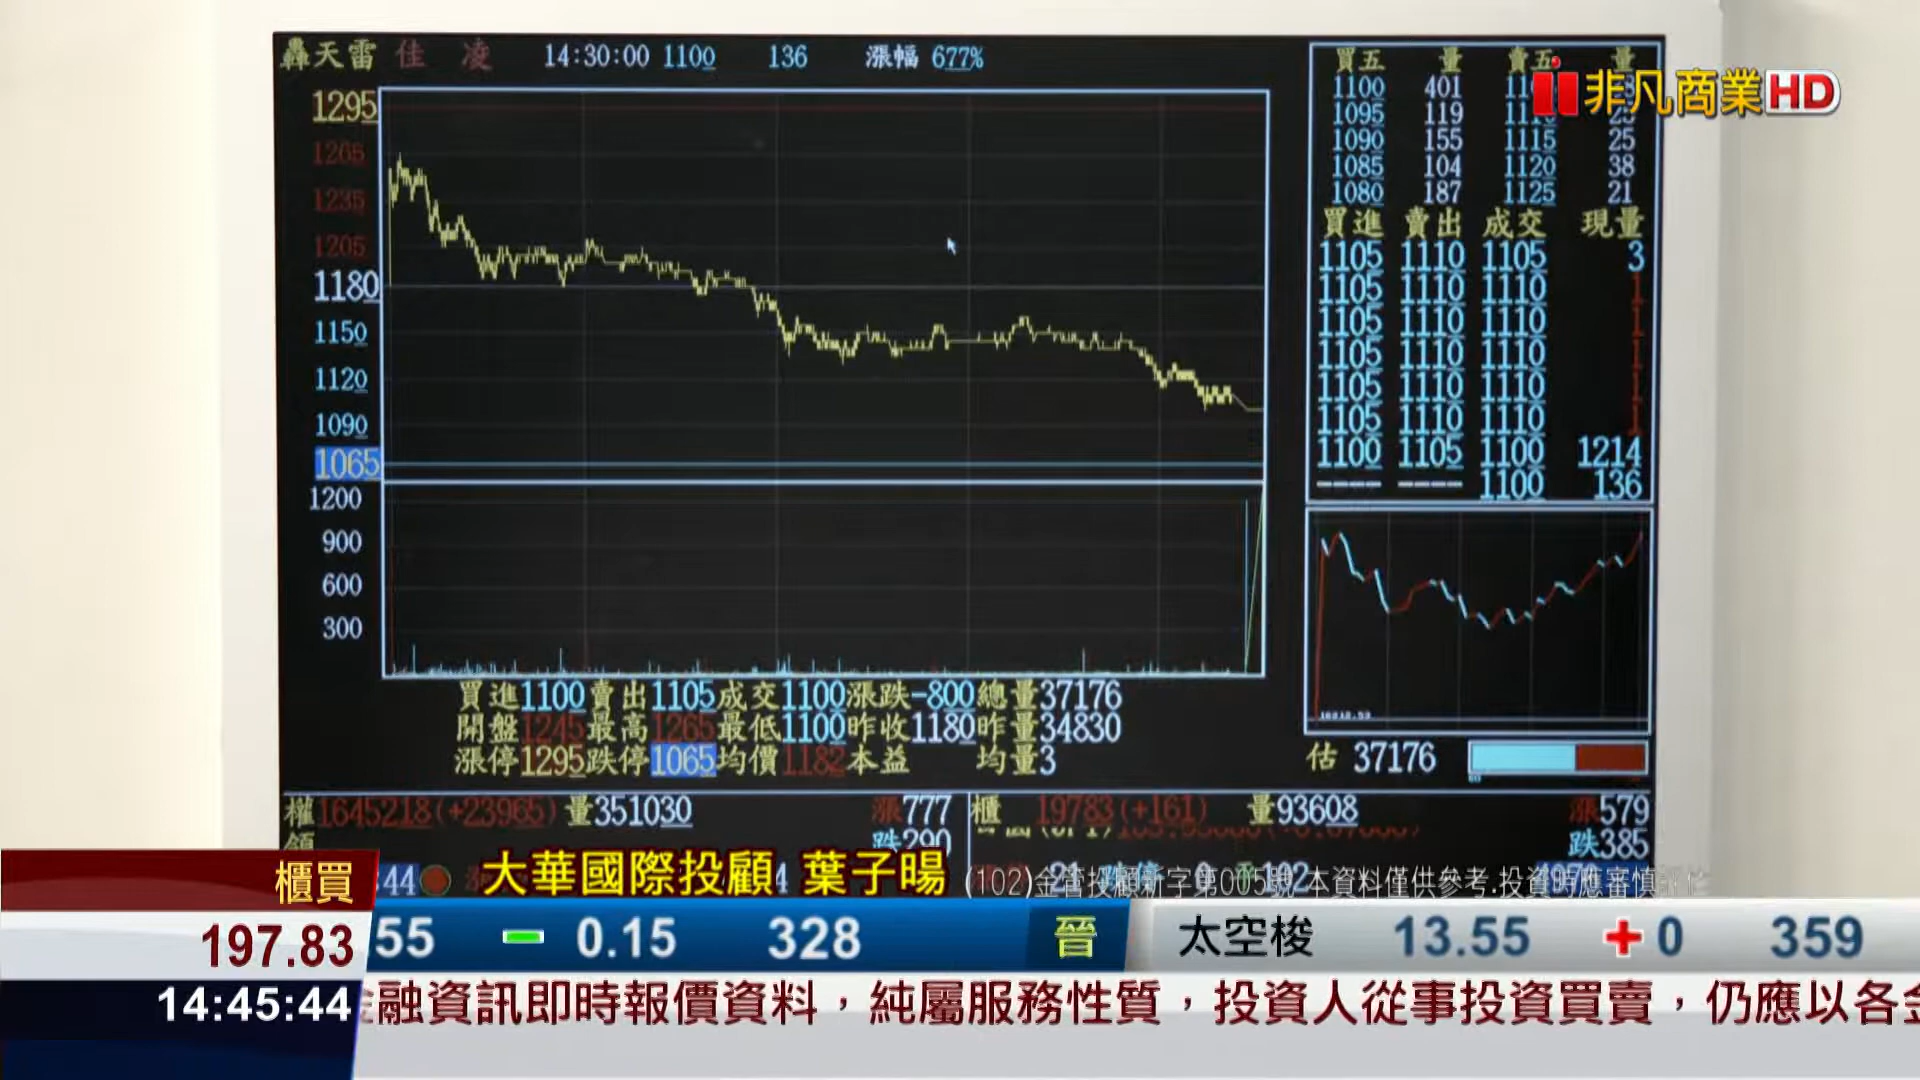 轟天雷 佳 凌 14:30:00 1100 136 漲幅 677%
1295
1265
1235
1205
1180
1150
1120
1090
1065
1200
900
600
300
買五 量 賣五 量
1100 401
1095 119
1090 155 1115 25
1085 104 1120 38
1080 187 1125 21
非凡商業HD
買進 賣出 成交 現量
1105 1110 1105 3
1105 1110 1110 1
1105 1110 1110 1
1105 1110 1110 1
1105 1110 1110 1
1105 1110 1110 1
1100 1105 1100 1214
---- ---- 1100 136
買進1100賣出1105成交1100漲跌-800總量37176
開盤1245最高1265最低1100昨收1180昨量34830
漲停1295跌停1065均價1182本益 均量3
估 37176
權1645218(+23965) 量351030 漲777
跌290
櫃 19783(+161) 量93608 漲579
跌385
大華國際投顧 葉子暘
(102)金管投顧新字第005號 本資料僅供參考.投資時應審慎評估
櫃買
197.83
14:45:44
55 0.15 328 晉 太空梭 13.55 +0 359
融資訊即時報價資料，純屬服務性質，投資人從事投資買賣，仍應以各金